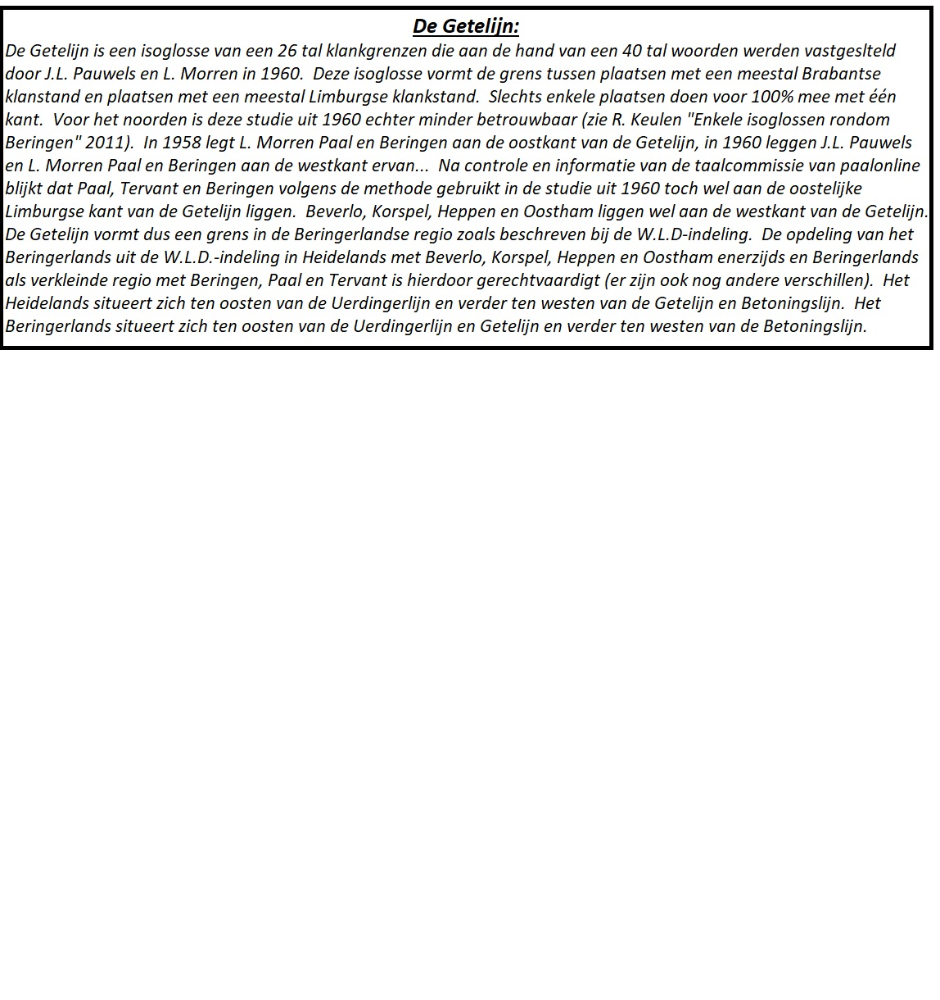 De Getelijn:
De Getelijn is een isoglosse van een 26 tal klankgrenzen die aan de hand van een 40 tal woorden werden vastgeslteld
door J.L. Pauwels en L. Morren in 1960.  Deze isoglosse vormt de grens tussen plaatsen met een meestal Brabantse
klanstand en plaatsen met een meestal Limburgse klankstand.  Slechts enkele plaatsen doen voor 100% mee met één
kant.  Voor het noorden is deze studie uit 1960 echter minder betrouwbaar (zie R. Keulen "Enkele isoglossen rondom
Beringen" 2011).  In 1958 legt L. Morren Paal en Beringen aan de oostkant van de Getelijn, in 1960 leggen J.L. Pauwels
en L. Morren Paal en Beringen aan de westkant ervan...  Na controle en informatie van de taalcommissie van paalonline
blijkt dat Paal, Tervant en Beringen volgens de methode gebruikt in de studie uit 1960 toch wel aan de oostelijke
Limburgse kant van de Getelijn liggen.  Beverlo, Korspel, Heppen en Oostham liggen wel aan de westkant van de Getelijn.
De Getelijn vormt dus een grens in de Beringerlandse regio zoals beschreven bij de W.L.D-indeling.  De opdeling van het
Beringerlands uit de W.L.D.-indeling in Heidelands met Beverlo, Korspel, Heppen en Oostham enerzijds en Beringerlands
als verkleinde regio met Beringen, Paal en Tervant is hierdoor gerechtvaardigt (er zijn ook nog andere verschillen).  Het
Heidelands situeert zich ten oosten van de Uerdingerlijn en verder ten westen van de Getelijn en Betoningslijn.  Het
Beringerlands situeert zich ten oosten van de Uerdingerlijn en Getelijn en verder ten westen van de Betoningslijn.